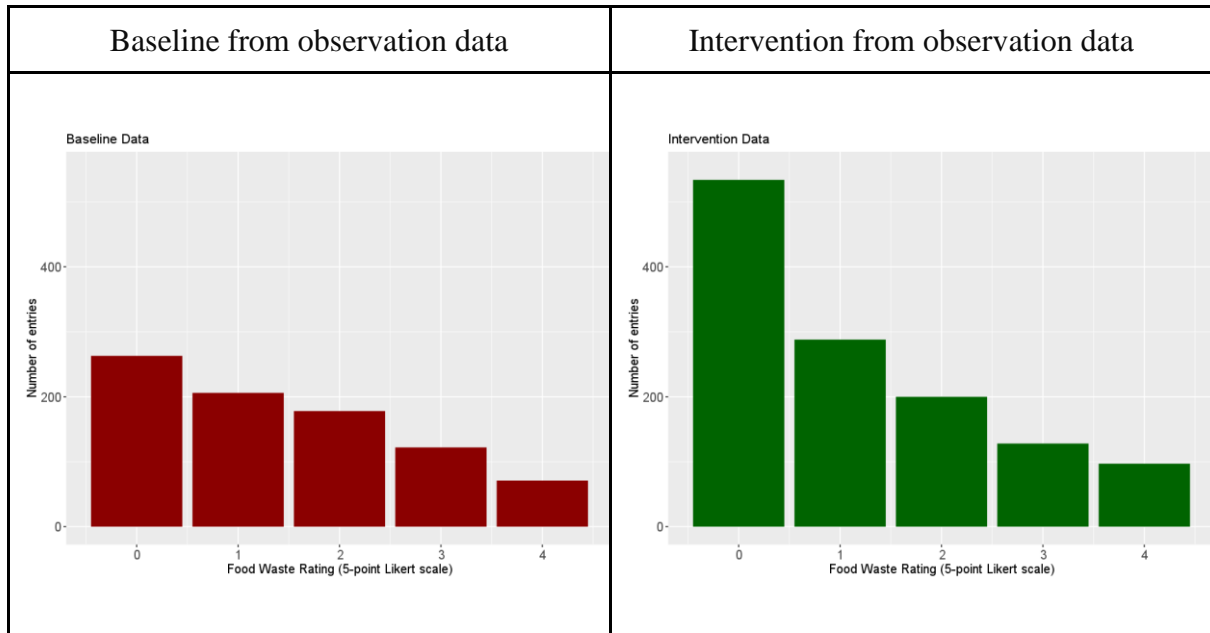 Baseline from observation data
Intervention from observation data
Baseline Data
Number of entries
400
200
0
0 1 2 3 4
Food Waste Rating (5-point Likert scale)
Intervention Data
Number of entries
400
200
0
0 1 2 3 4
Food Waste Rating (5-point Likert scale)